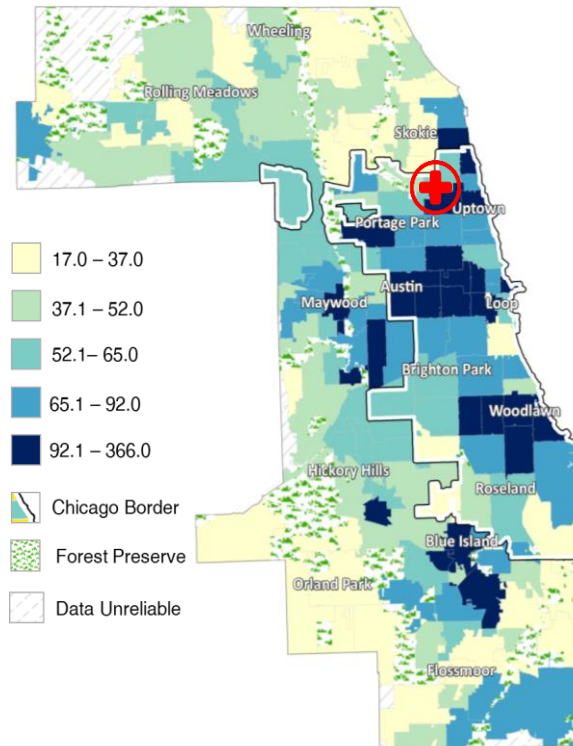 Wheeling
Rolling Meadows
Skokie
Uptown
Portage Park
17.0 – 37.0
37.1 – 52.0
Austin
Maywood
Loop
52.1– 65.0
Brighton Park
65.1 – 92.0
Woodlawn
92.1 – 366.0
Hickory Hills
Roseland
Chicago Border
Blue Island
Forest Preserve
Orland Park
Data Unreliable
Flossmoor